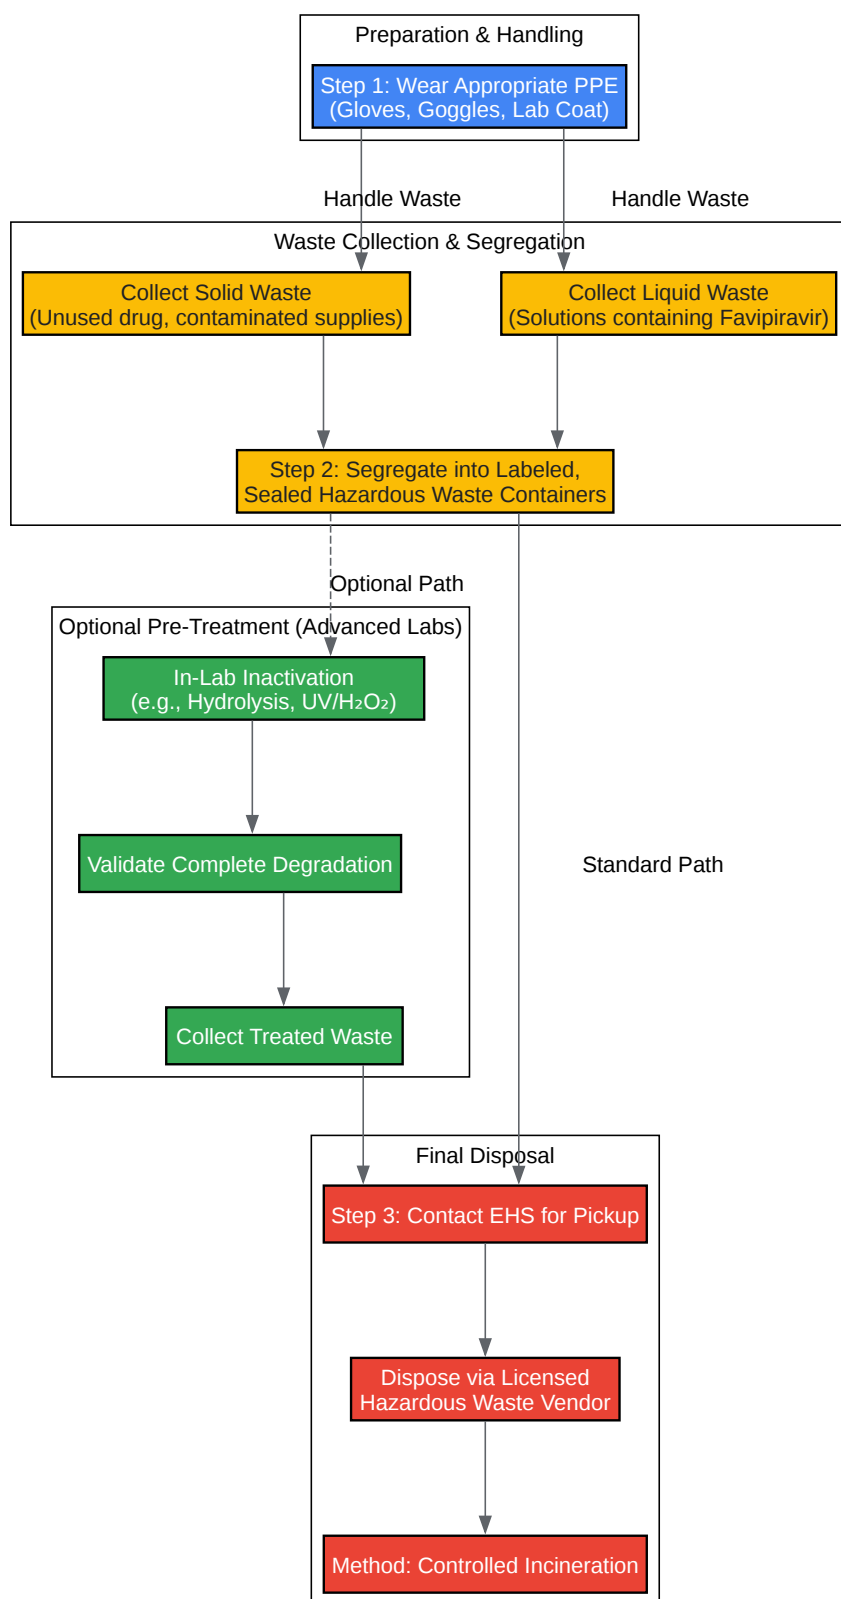 Preparation & Handling
Step 1: Wear Appropriate PPE
(Gloves, Goggles, Lab Coat)
Handle Waste
Handle Waste
Waste Collection & Segregation
Collect Solid Waste
(Unused drug, contaminated supplies)
Collect Liquid Waste
(Solutions containing Favipiravir)
Step 2: Segregate into Labeled,
Sealed Hazardous Waste Containers
Optional Path
Optional Pre-Treatment (Advanced Labs)
In-Lab Inactivation
(e.g., Hydrolysis, UV/H₂O₂)
Validate Complete Degradation
Standard Path
Collect Treated Waste
Final Disposal
Step 3: Contact EHS for Pickup
Dispose via Licensed
Hazardous Waste Vendor
Method: Controlled Incineration